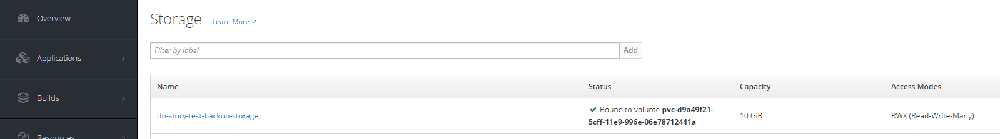 Overview
Applications
Builds
Resources
Storage Learn More
Filter by label Add
Name Status Capacity Access Modes
dn-story-test-backup-storage Bound to volume pvc-d9a49f21- 10 GiB RWX (Read-Write-Many)
5cff-11e9-996e-06e78712441a